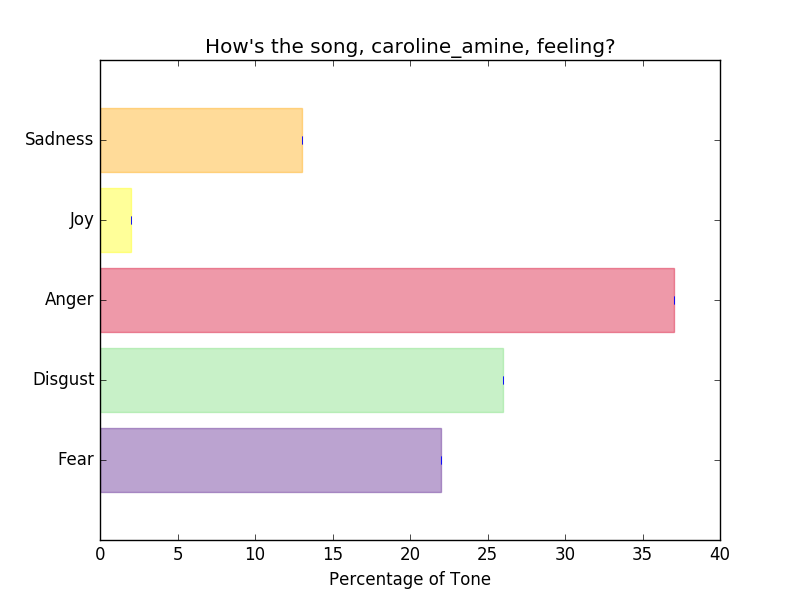 How's the song, caroline_amine, feeling?
Sadness
Joy
Anger
Disgust
Fear
0 5 10 15 20 25 30 35 40
Percentage of Tone